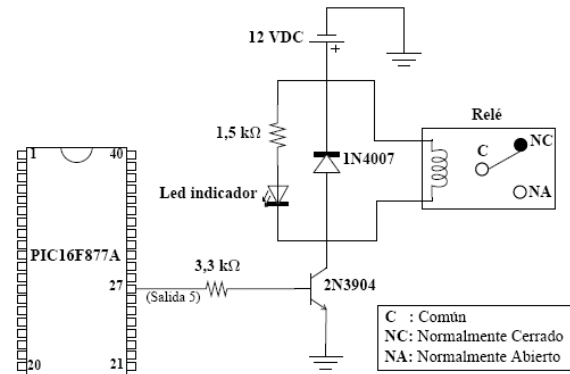 12 VDC
+
Relé
1,5 kΩ
1N4007
C
NC
NA
Led indicador
1
40
PIC16F877A
27
(Salida 5)
3,3 kΩ
2N3904
20
21
C : Común
NC: Normalmente Cerrado
NA: Normalmente Abierto